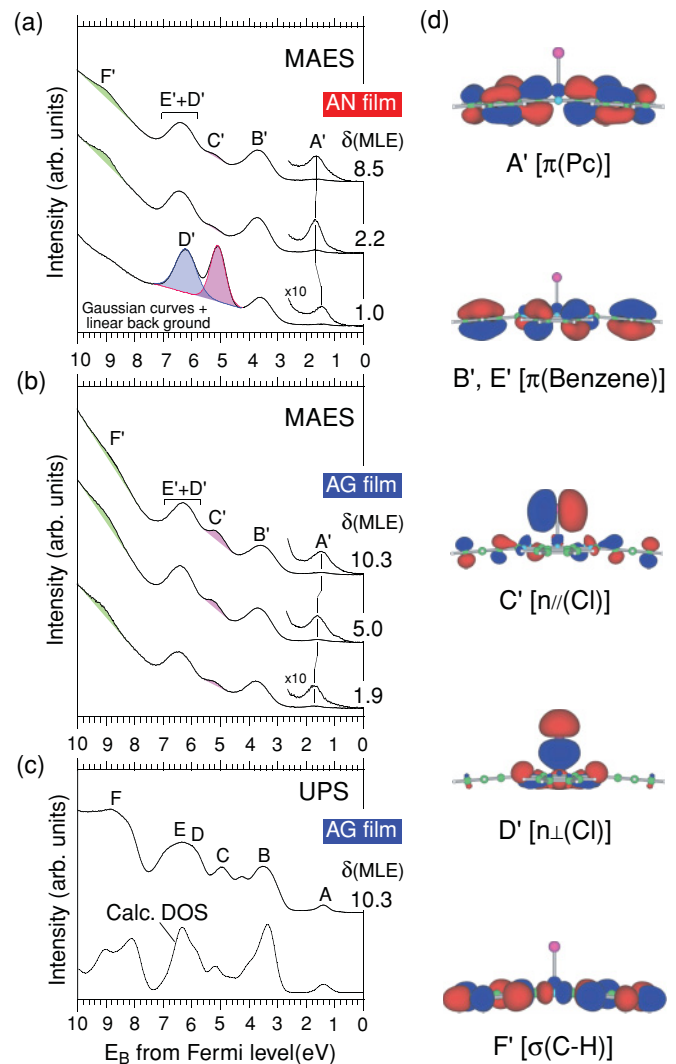 (a)
MAES
F'
E'+D'
AN film
C'
B'
A'
δ(MLE)
8.5
2.2
D'
x10
1.0
Gaussian curves +
linear back ground
Intensity (arb. units)
10 9 8 7 6 5 4 3 2 1 0
(b)
MAES
F'
E'+D'
AG film
C'
B'
A'
δ(MLE)
10.3
5.0
x10
1.9
Intensity (arb. units)
10 9 8 7 6 5 4 3 2 1 0
(c)
UPS
F
E
D
C
B
A
AG film
δ(MLE)
10.3
Calc. DOS
Intensity (arb. units)
10 9 8 7 6 5 4 3 2 1 0
E_B from Fermi level(eV)
(d)
A' [π(Pc)]
B', E' [π(Benzene)]
C' [n//(Cl)]
D' [n⊥(Cl)]
F' [σ(C-H)]